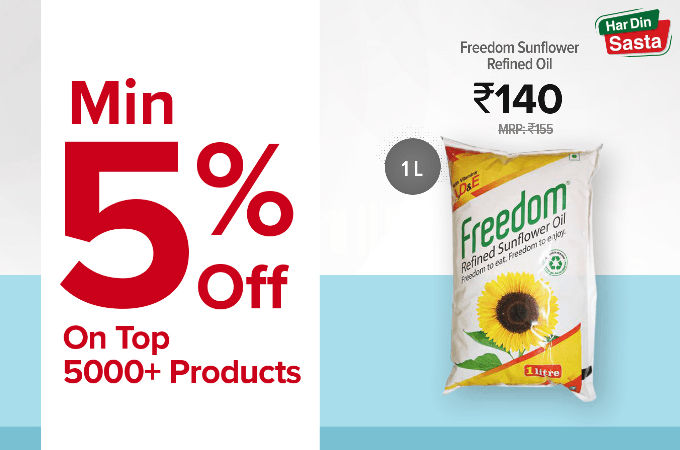 Min
5%
Off
On Top
5000+ Products
Har Din
Sasta
Freedom Sunflower
Refined Oil
₹140
MRP: ₹155
1 L
A,D&E
Freedom
Refined Sunflower Oil
Freedom to eat. Freedom to enjoy.
1 litre